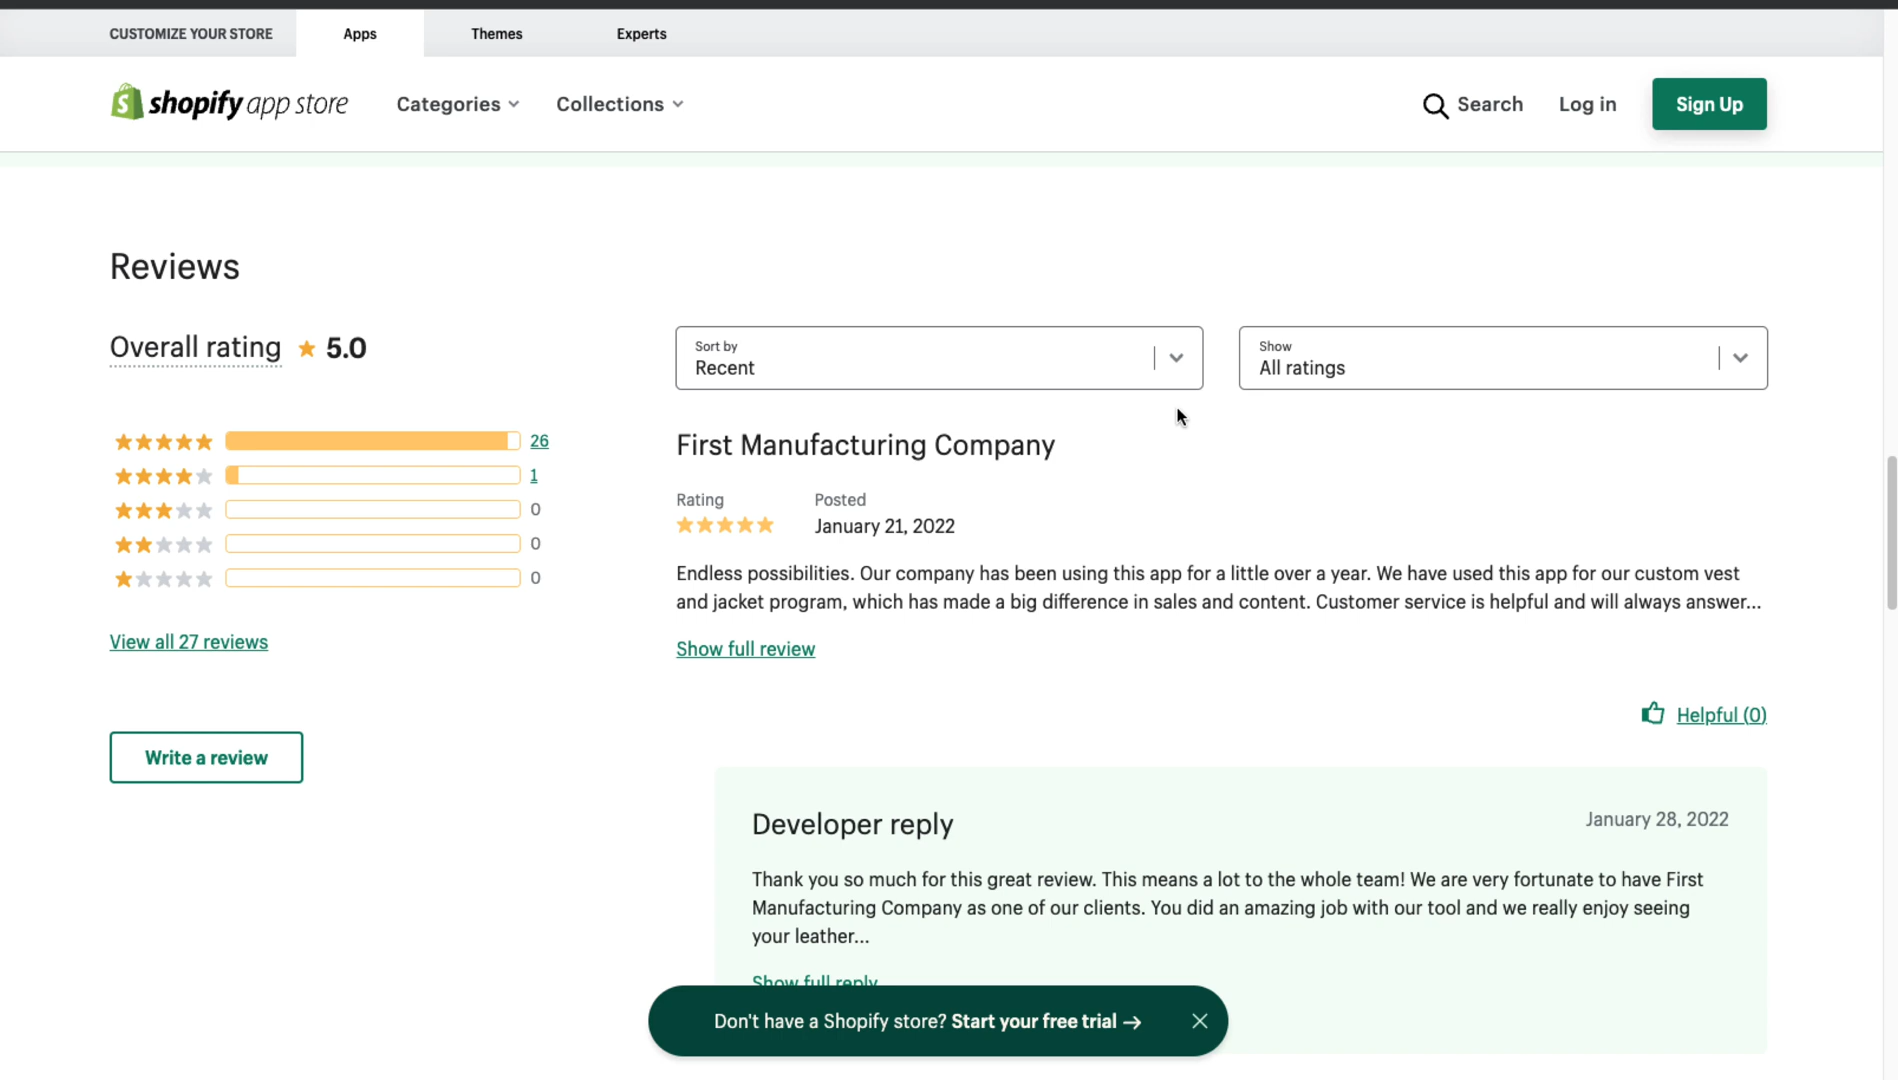 CUSTOMIZE YOUR STORE
Apps
Themes
Experts
shopify app store
Categories
Collections
Search
Log in
Sign Up
Reviews
Overall rating
5.0
26
1
0
0
0
View all 27 reviews
Write a review
Sort by
Recent
Show
All ratings
First Manufacturing Company
Rating
Posted
January 21, 2022
Endless possibilities. Our company has been using this app for a little over a year. We have used this app for our custom vest
and jacket program, which has made a big difference in sales and content. Customer service is helpful and will always answer...
Show full review
Helpful (0)
Developer reply
January 28, 2022
Thank you so much for this great review. This means a lot to the whole team! We are very fortunate to have First
Manufacturing Company as one of our clients. You did an amazing job with our tool and we really enjoy seeing
your leather...
Show full reply
Don't have a Shopify store? Start your free trial →